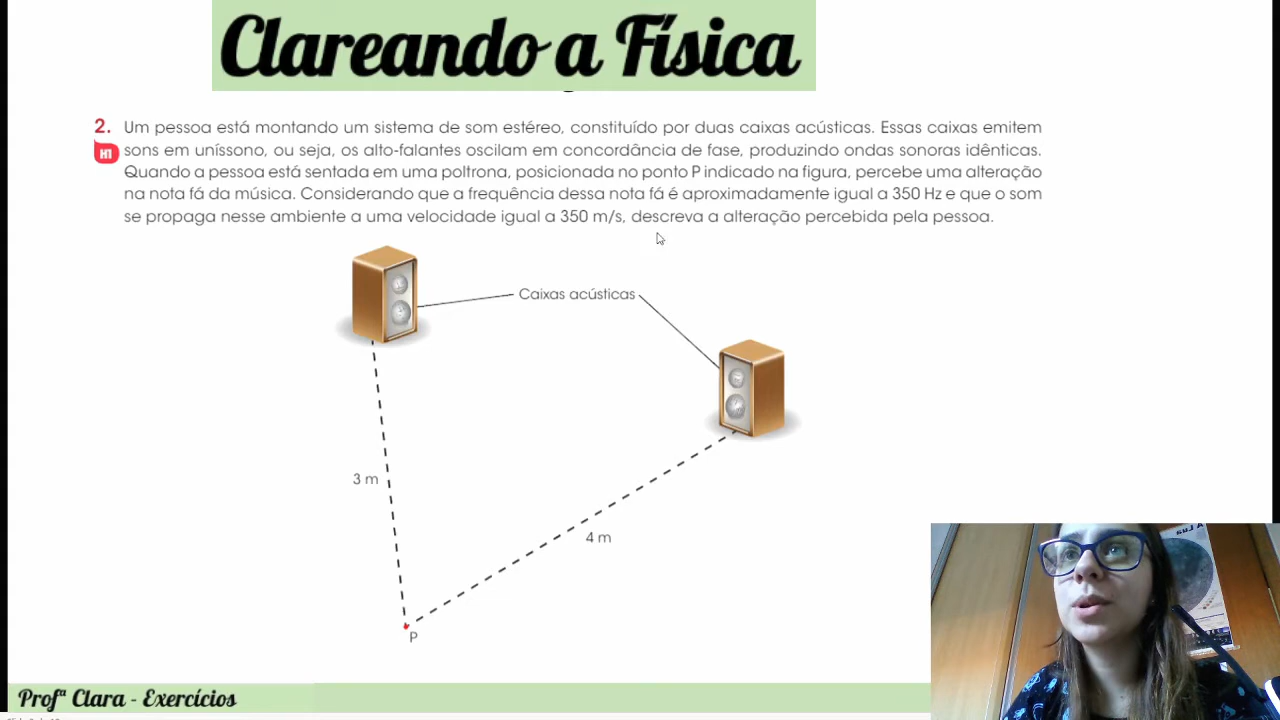 Clareando a Física
2. Um pessoa está montando um sistema de som estéreo, constituído por duas caixas acústicas. Essas caixas emitem
H1 sons em uníssono, ou seja, os alto-falantes oscilam em concordância de fase, produzindo ondas sonoras idênticas.
Quando a pessoa está sentada em uma poltrona, posicionada no ponto P indicado na figura, percebe uma alteração
na nota fá da música. Considerando que a frequência dessa nota fá é aproximadamente igual a 350 Hz e que o som
se propaga nesse ambiente a uma velocidade igual a 350 m/s, descreva a alteração percebida pela pessoa.
Caixas acústicas
3 m
4 m
P
Profª Clara - Exercícios